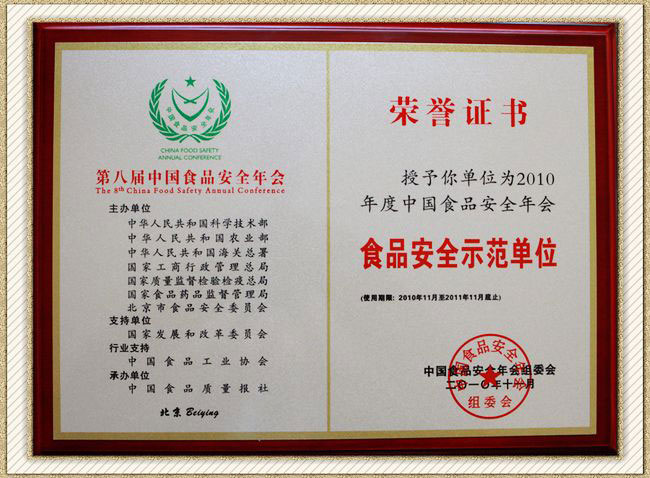 中国食品安全年会
CHINA FOOD SAFETY
ANNUAL CONFERENCE
第八届中国食品安全年会
The 8th China Food Safety Annual Conference
主办单位
中华人民共和国科学技术部
中华人民共和国农业部
中华人民共和国海关总署
国家工商行政管理总局
国家质量监督检验检疫总局
国家食品药品监督管理局
北京市食品安全委员会
支持单位
国家发展和改革委员会
行业支持
中国食品工业协会
承办单位
中国食品质量报社
北京 Beijing
荣誉证书
授予你单位为2010
年度中国食品安全年会
食品安全示范单位
(使用期限: 2010年11月至2011年11月底止)
中国食品安全年会组委会
二〇一〇年十一月
中国食品安全年会
组委会